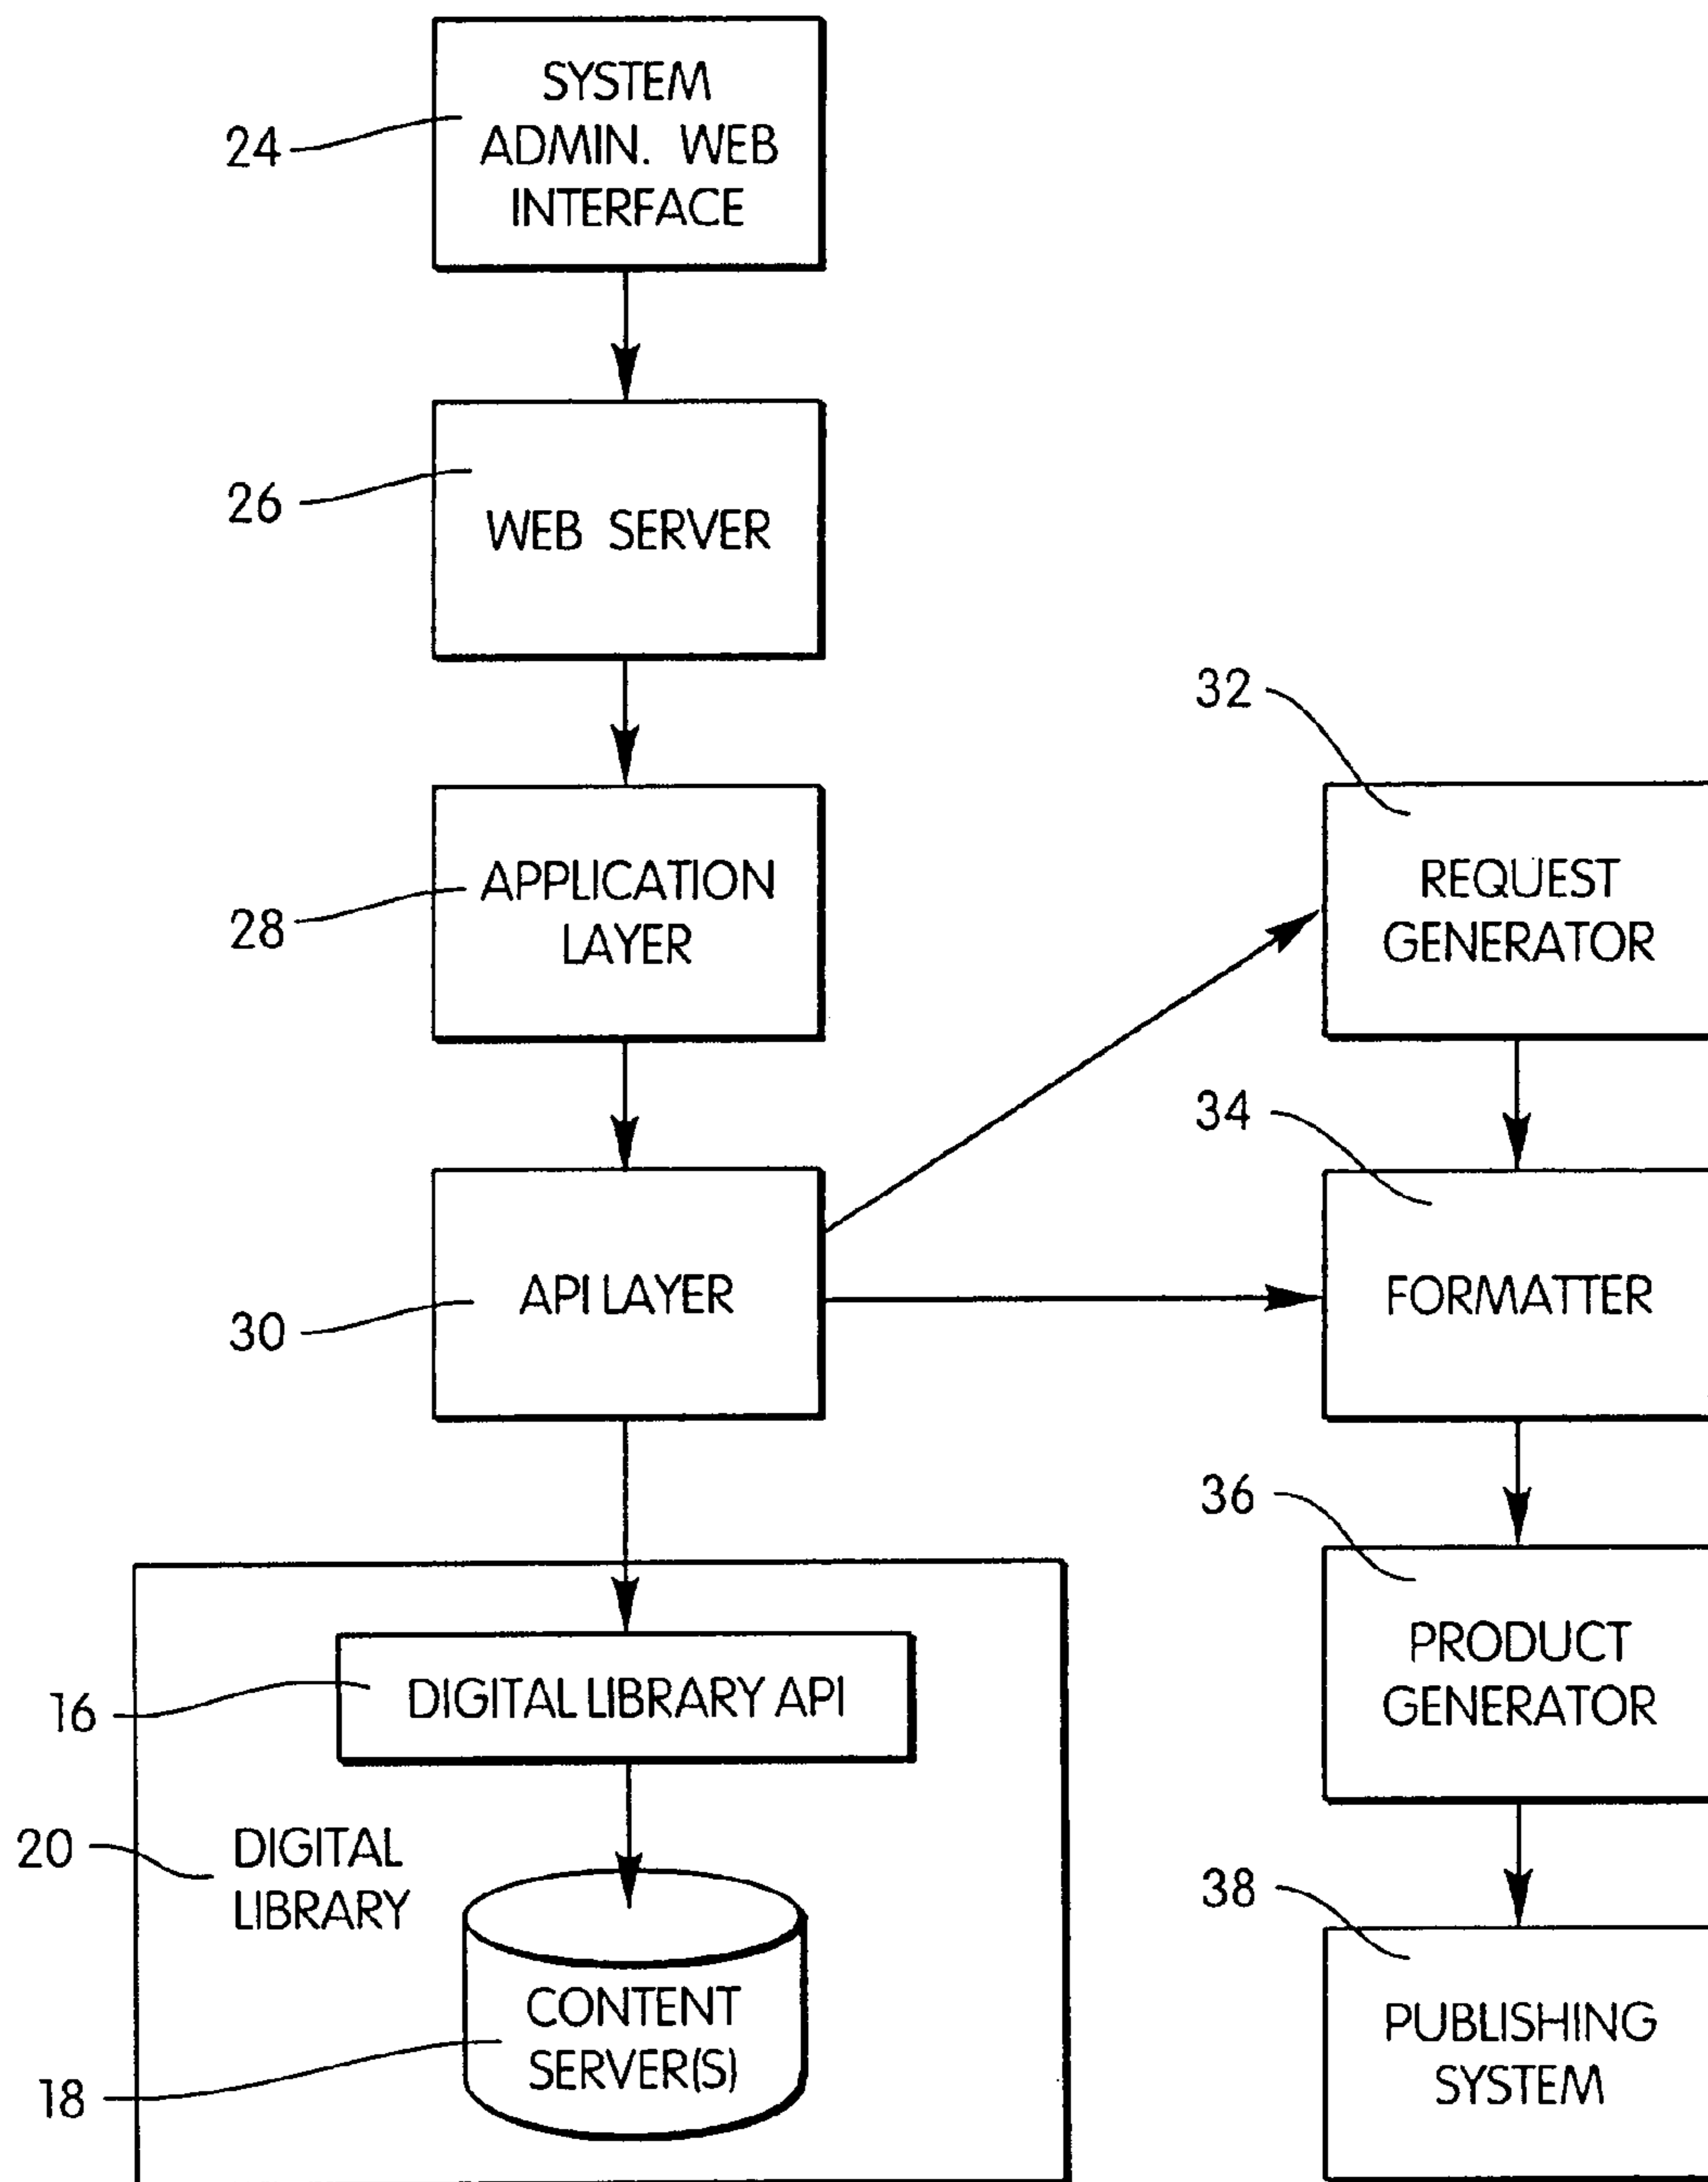 SYSTEM
ADMIN. WEB
INTERFACE
24
26
WEB SERVER
32
APPLICATION
LAYER
28
REQUEST
GENERATOR
34
API LAYER
30
FORMATTER
36
PRODUCT
GENERATOR
16
DIGITAL LIBRARY API
20
DIGITAL
LIBRARY
38
CONTENT
SERVER(S)
18
PUBLISHING
SYSTEM